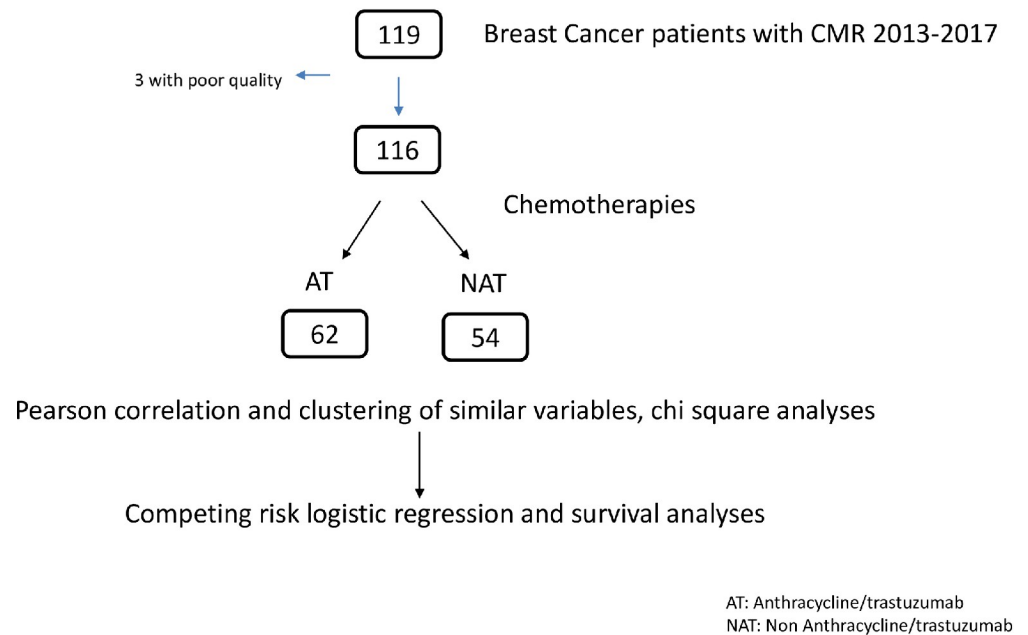 119
Breast Cancer patients with CMR 2013-2017
3 with poor quality
116
Chemotherapies
AT
NAT
62
54
Pearson correlation and clustering of similar variables, chi square analyses
Competing risk logistic regression and survival analyses
AT: Anthracycline/trastuzumab
NAT: Non Anthracycline/trastuzumab